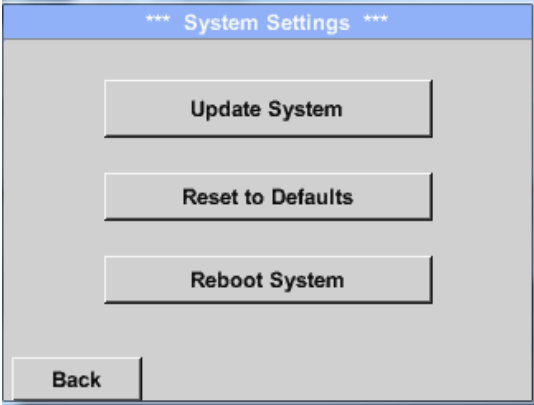 *** System Settings ***
Update System
Reset to Defaults
Reboot System
Back